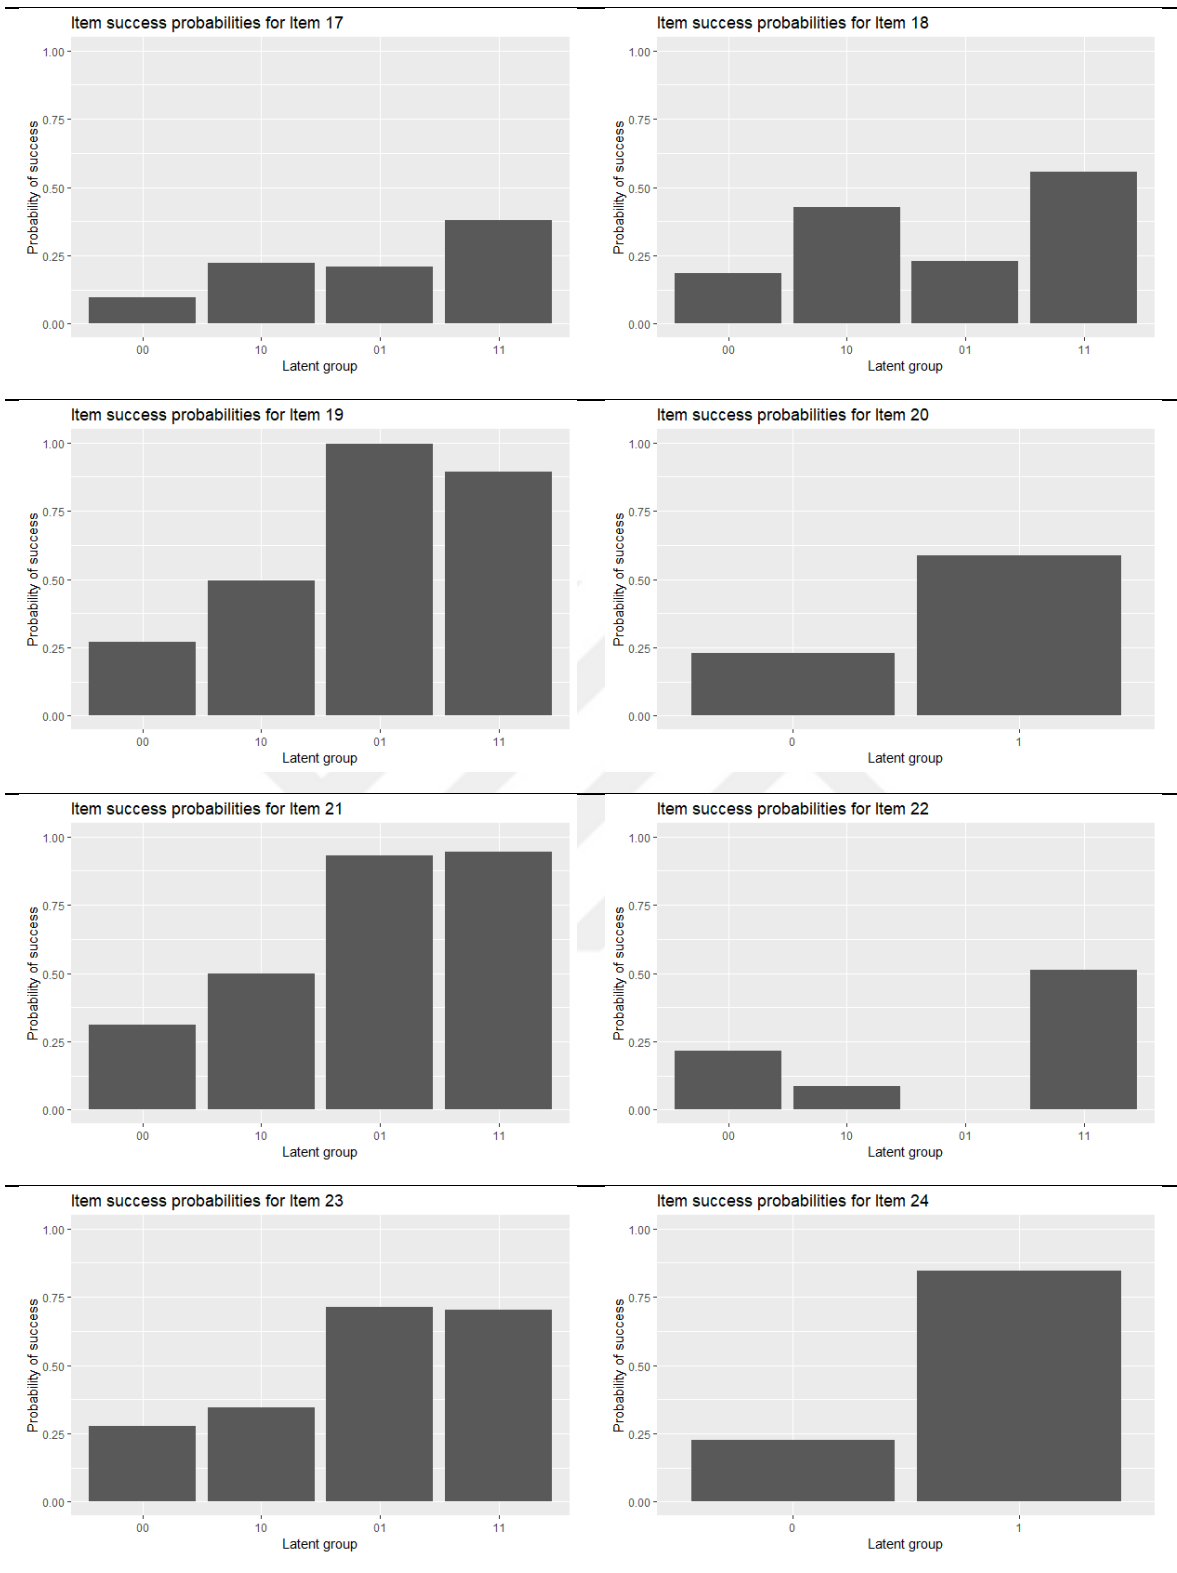 Item success probabilities for Item 17
1.00
0.75
0.50
0.25
0.00
Probability of success
00 10 01 11
Latent group
Item success probabilities for Item 18
1.00
0.75
0.50
0.25
0.00
Probability of success
00 10 01 11
Latent group
Item success probabilities for Item 19
1.00
0.75
0.50
0.25
0.00
Probability of success
00 10 01 11
Latent group
Item success probabilities for Item 20
1.00
0.75
0.50
0.25
0.00
Probability of success
0 1
Latent group
Item success probabilities for Item 21
1.00
0.75
0.50
0.25
0.00
Probability of success
00 10 01 11
Latent group
Item success probabilities for Item 22
1.00
0.75
0.50
0.25
0.00
Probability of success
00 10 01 11
Latent group
Item success probabilities for Item 23
1.00
0.75
0.50
0.25
0.00
Probability of success
00 10 01 11
Latent group
Item success probabilities for Item 24
1.00
0.75
0.50
0.25
0.00
Probability of success
0 1
Latent group